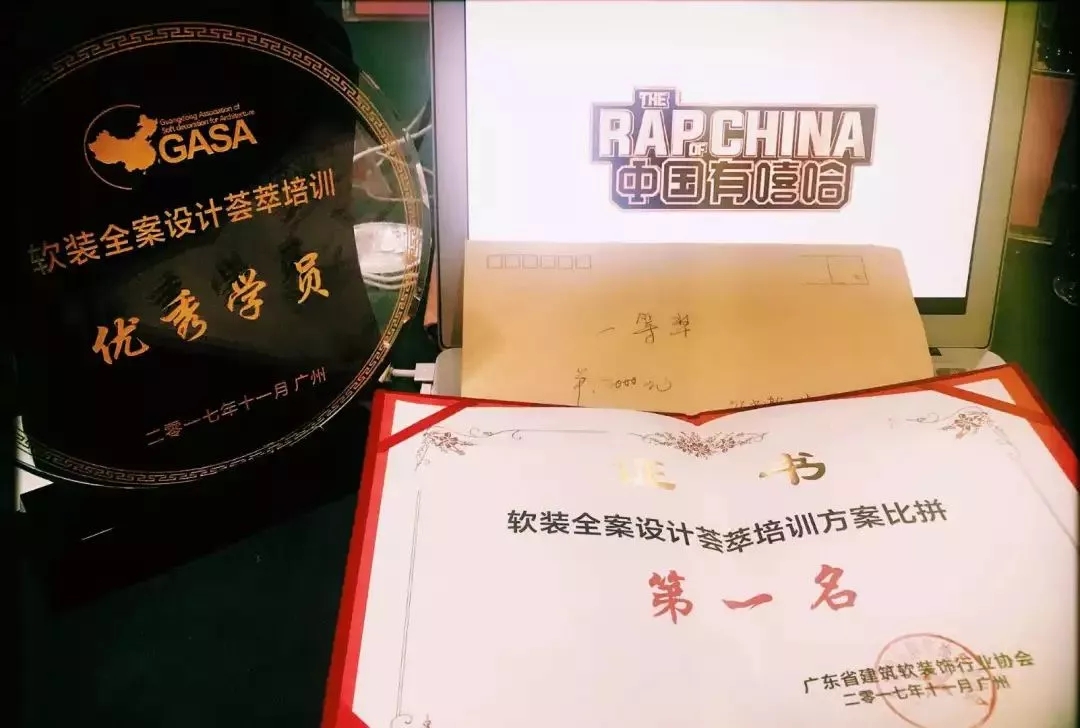 Guangdong Association of
Soft decoration for Architecture
GASA
软装全案设计荟萃培训
优秀学员
二零一七年十一月 广州
THE
RAP OF CHINA
中国有嘻哈
一等奖
证书
软装全案设计荟萃培训方案比拼
第一名
广东省建筑软装饰行业协会
二零一七年十一月 广州